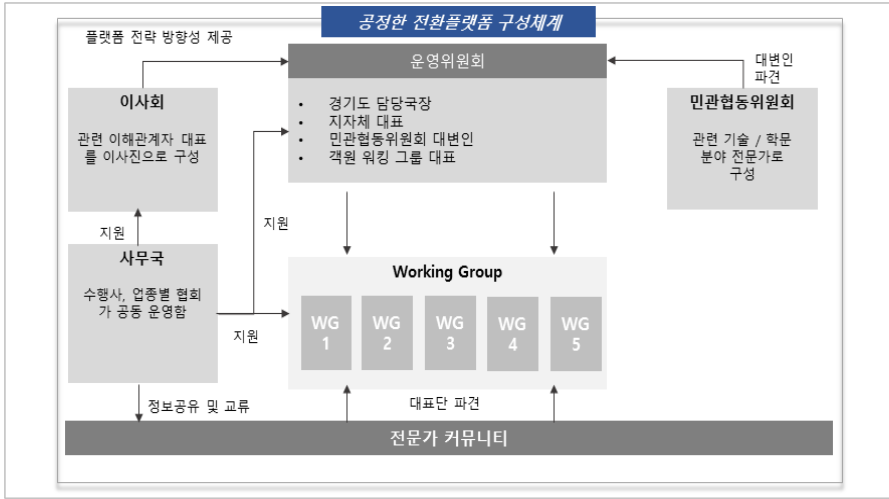 공정한 전환플랫폼 구성체계
플랫폼 전략 방향성 제공
운영위원회
대변인
파견
이사회
관련 이해관계자 대표
를 이사진으로 구성
• 경기도 담당국장
• 지자체 대표
• 민관협동위원회 대변인
• 객원 워킹 그룹 대표
민관협동위원회
관련 기술 / 학문
분야 전문가로
구성
지원
지원
사무국
수행사, 업종별 협회
가 공동 운영함
지원
Working Group
WG
1
WG
2
WG
3
WG
4
WG
5
정보공유 및 교류
대표단 파견
전문가 커뮤니티